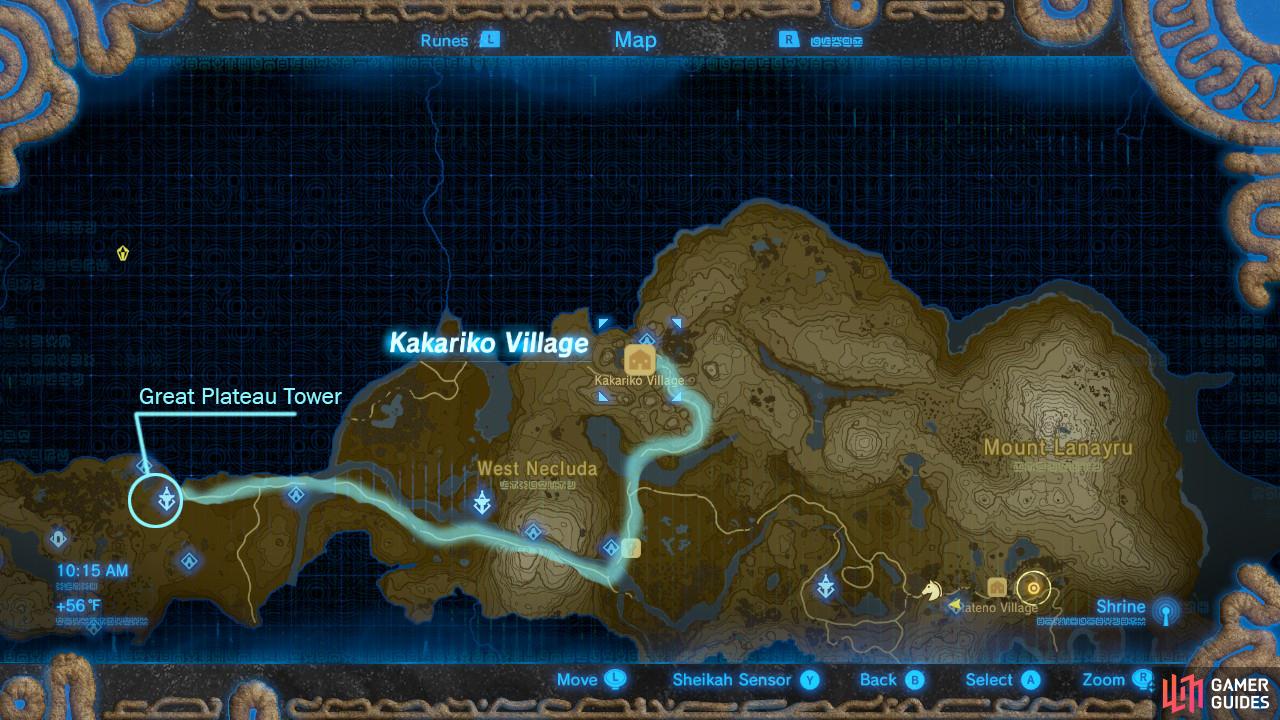 Runes L
Map
R
Kakariko Village
Kakariko Village
Great Plateau Tower
West Necluda
Mount Lanayru
10:15 AM
+56 °F
Village
Shrine
Move L
Sheikah Sensor Y
Back B
Select A
Zoom R
GAMER
GUIDES